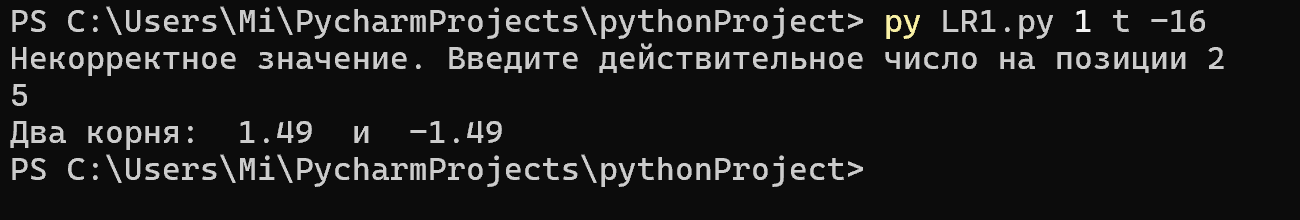 PS C:\Users\Mi\PycharmProjects\pythonProject> py LR1.py 1 t -16
Некорректное значение. Введите действительное число на позиции 2
5
Два корня:  1.49  и  -1.49
PS C:\Users\Mi\PycharmProjects\pythonProject>